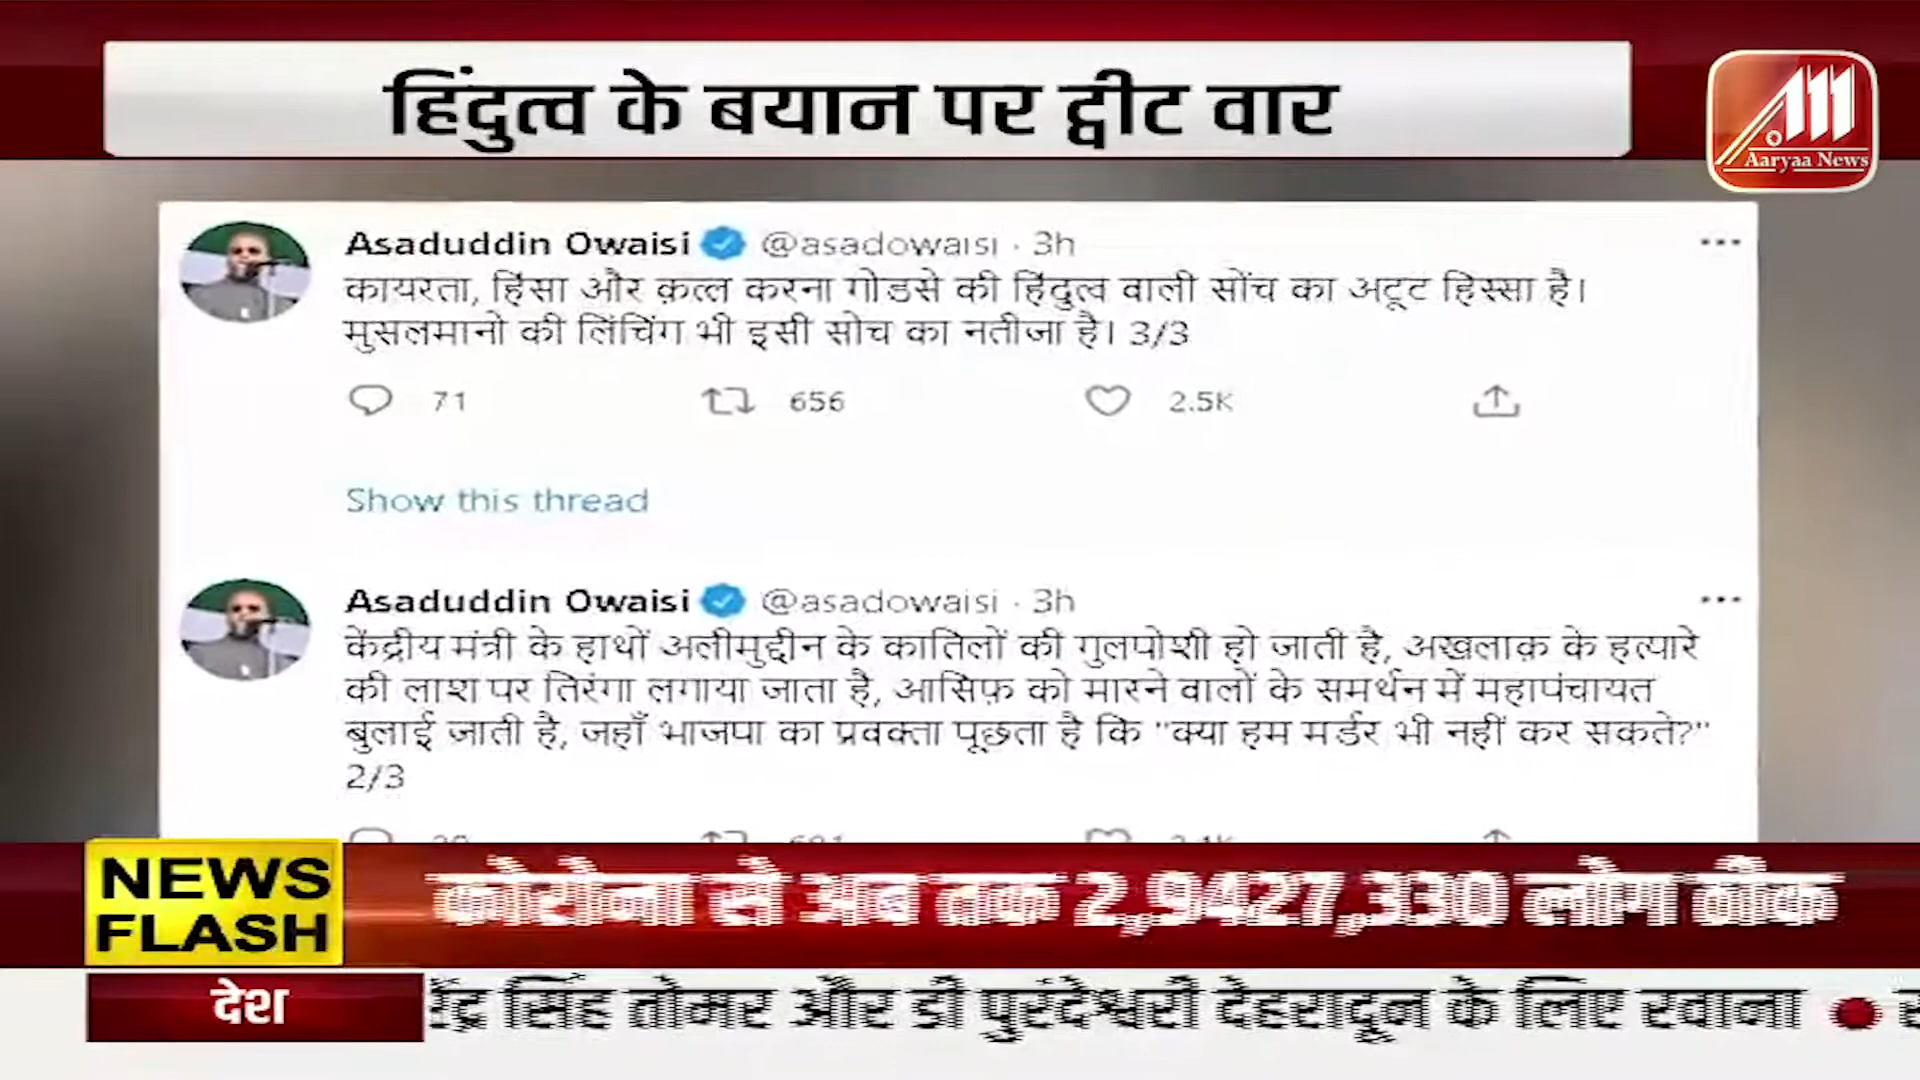 हिंदुत्व के बयान पर ट्वीट वार
Aaryaa News
Asaduddin Owaisi @asadowaisi · 3h
कायरता, हिंसा और क़त्ल करना गोडसे की हिंदुत्व वाली सोंच का अटूट हिस्सा है।
मुसलमानो की लिंचिंग भी इसी सोच का नतीजा है। 3/3
71 656 2.5K
Show this thread
Asaduddin Owaisi @asadowaisi · 3h
केंद्रीय मंत्री के हाथों अलीमुद्दीन के कातिलों की गुलपोशी हो जाती है, अखलाक़ के हत्यारे
की लाश पर तिरंगा लगाया जाता है, आसिफ़ को मारने वालों के समर्थन में महापंचायत
बुलाई जाती है, जहाँ भाजपा का प्रवक्ता पूछता है कि "क्या हम मर्डर भी नहीं कर सकते?"
2/3
NEWS
FLASH
कोरोना से अब तक 2,9427,330 लोग ठीक
देश
सिंह तोमर और डी पुरंदेश्वरी देहरादून के लिए रवाना